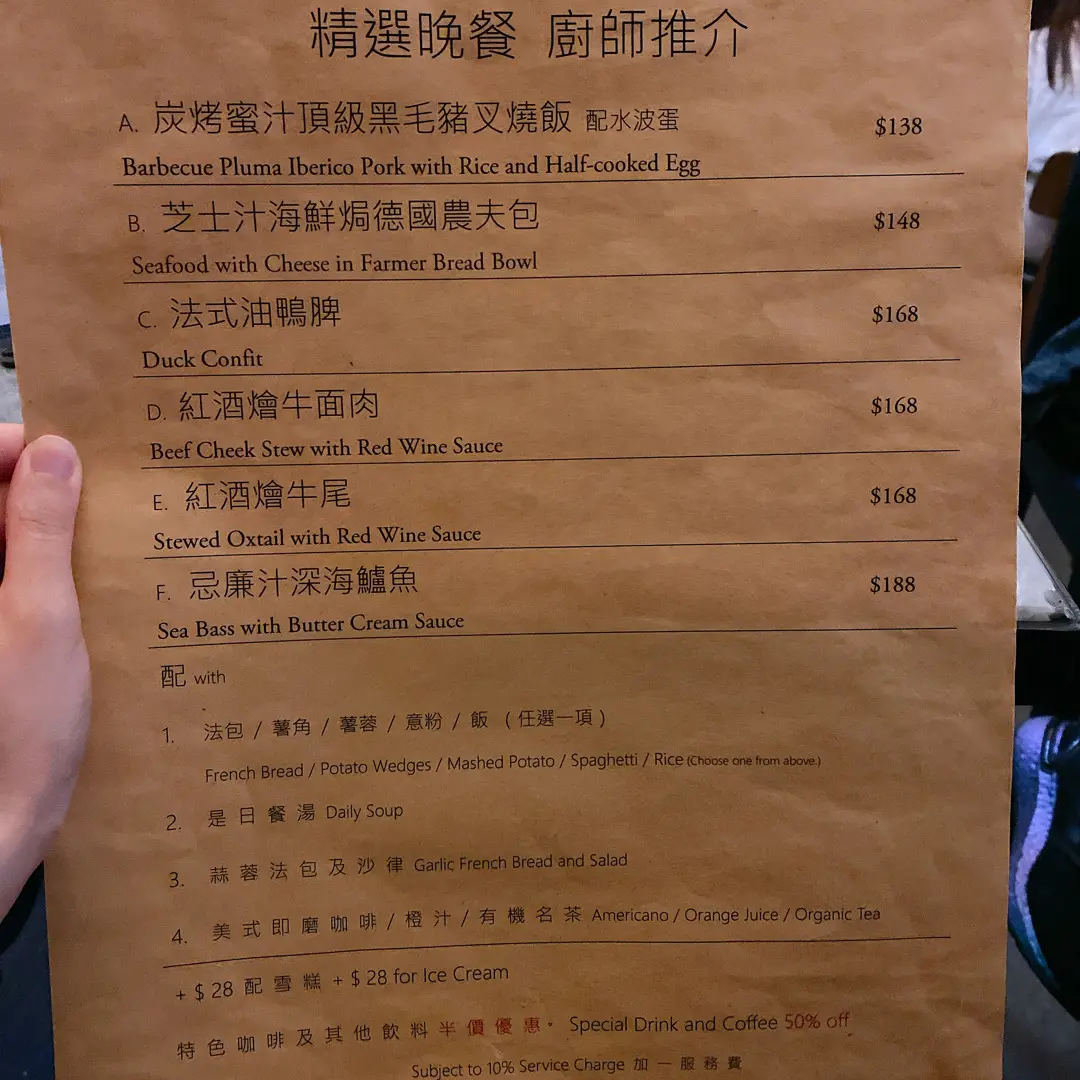 精選晚餐 廚師推介
A. 炭烤蜜汁頂級黑毛豬叉燒飯 配水波蛋 $138
Barbecue Pluma Iberico Pork with Rice and Half-cooked Egg
B. 芝士汁海鮮焗德國農夫包 $148
Seafood with Cheese in Farmer Bread Bowl
C. 法式油鴨脾 $168
Duck Confit
D. 紅酒燴牛面肉 $168
Beef Cheek Stew with Red Wine Sauce
E. 紅酒燴牛尾 $168
Stewed Oxtail with Red Wine Sauce
F. 忌廉汁深海鱸魚 $188
Sea Bass with Butter Cream Sauce
配 with
1. 法包 / 薯角 / 薯蓉 / 意粉 / 飯 (任選一項)
French Bread / Potato Wedges / Mashed Potato / Spaghetti / Rice (Choose one from above.)
2. 是日餐湯 Daily Soup
3. 蒜蓉法包及沙律 Garlic French Bread and Salad
4. 美式即磨咖啡 / 橙汁 / 有機名茶 Americano / Orange Juice / Organic Tea
+ $28 配雪糕 + $28 for Ice Cream
特色咖啡及其他飲料半價優惠。 Special Drink and Coffee 50% off
Subject to 10% Service Charge 加一服務費